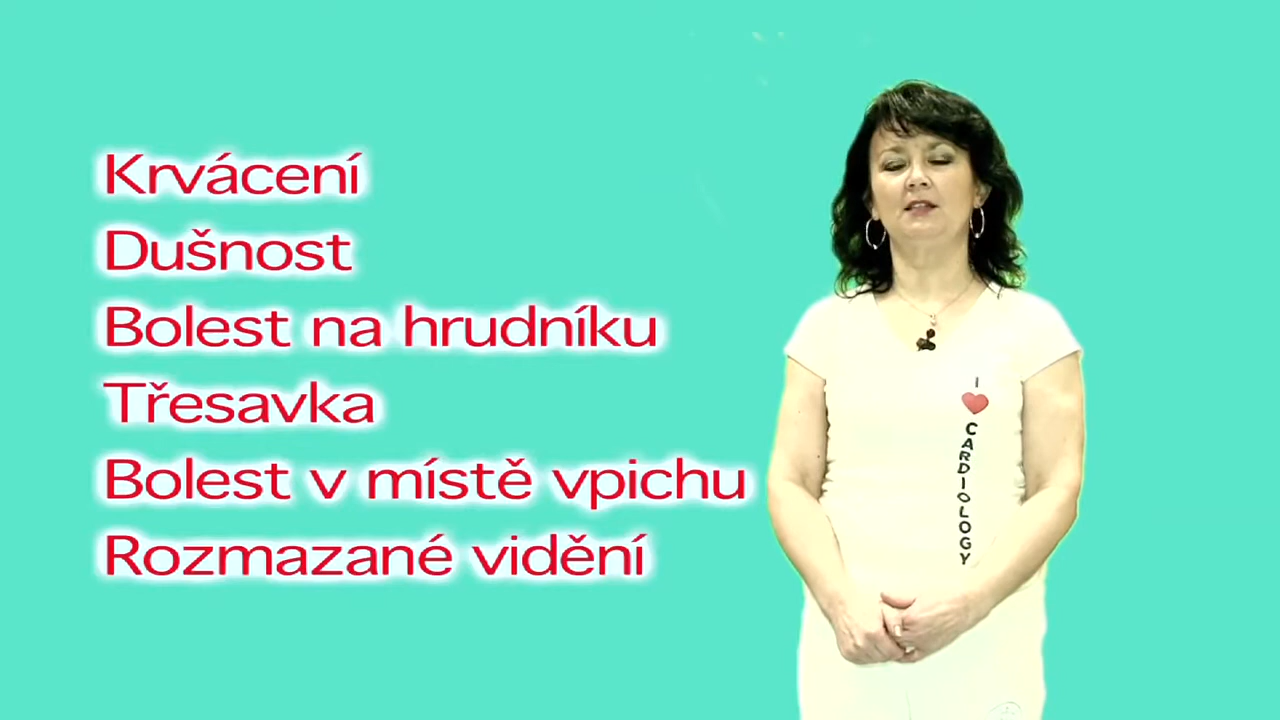 Krvácení
Dušnost
Bolest na hrudníku
Třesavka
Bolest v místě vpichu
Rozmazané vidění
I
CARDIOLOGY